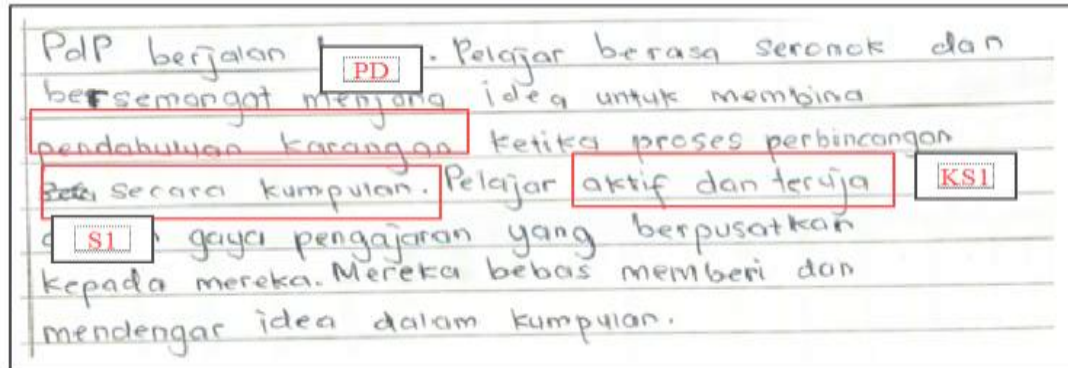 PdP berjalan PD . Pelajar berasa seronok dan
bersemangat menjana idea untuk membina
pendahuluan karangan ketika proses perbincangan
secara kumpulan. Pelajar aktif dan teruja KS1
S1 gaya pengajaran yang berpusatkan
kepada mereka. Mereka bebas memberi dan
mendengar idea dalam kumpulan.